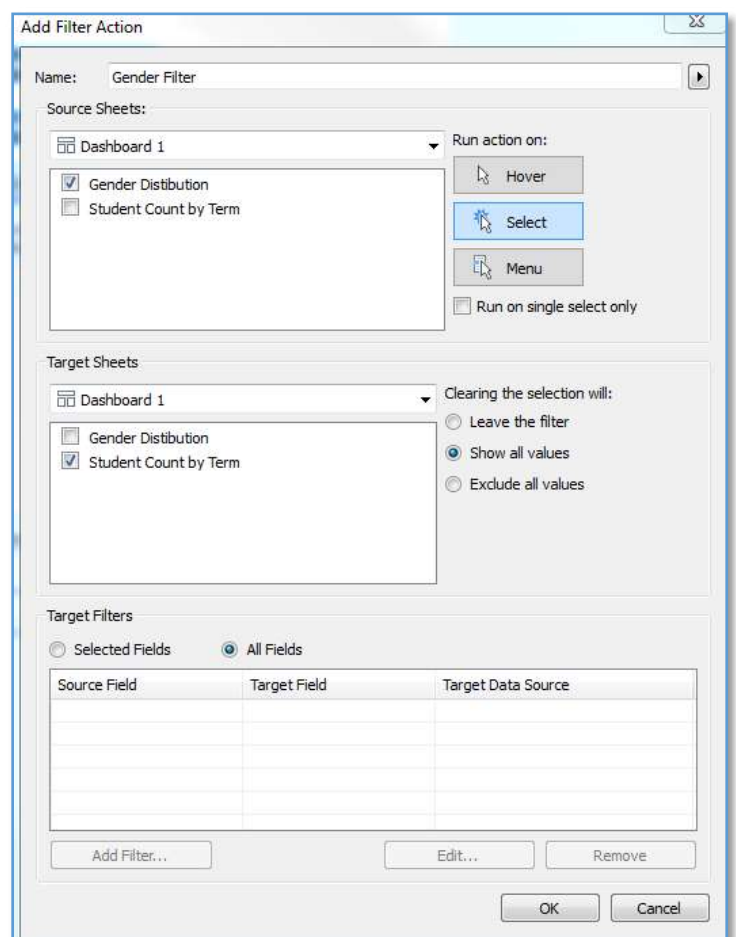 Add Filter Action
Name: Gender Filter
Source Sheets:
Dashboard 1
Gender Distibution
Student Count by Term
Run action on:
Hover
Select
Menu
Run on single select only
Target Sheets
Dashboard 1
Gender Distibution
Student Count by Term
Clearing the selection will:
Leave the filter
Show all values
Exclude all values
Target Filters
Selected Fields All Fields
Source Field Target Field Target Data Source
Add Filter... Edit... Remove
OK Cancel